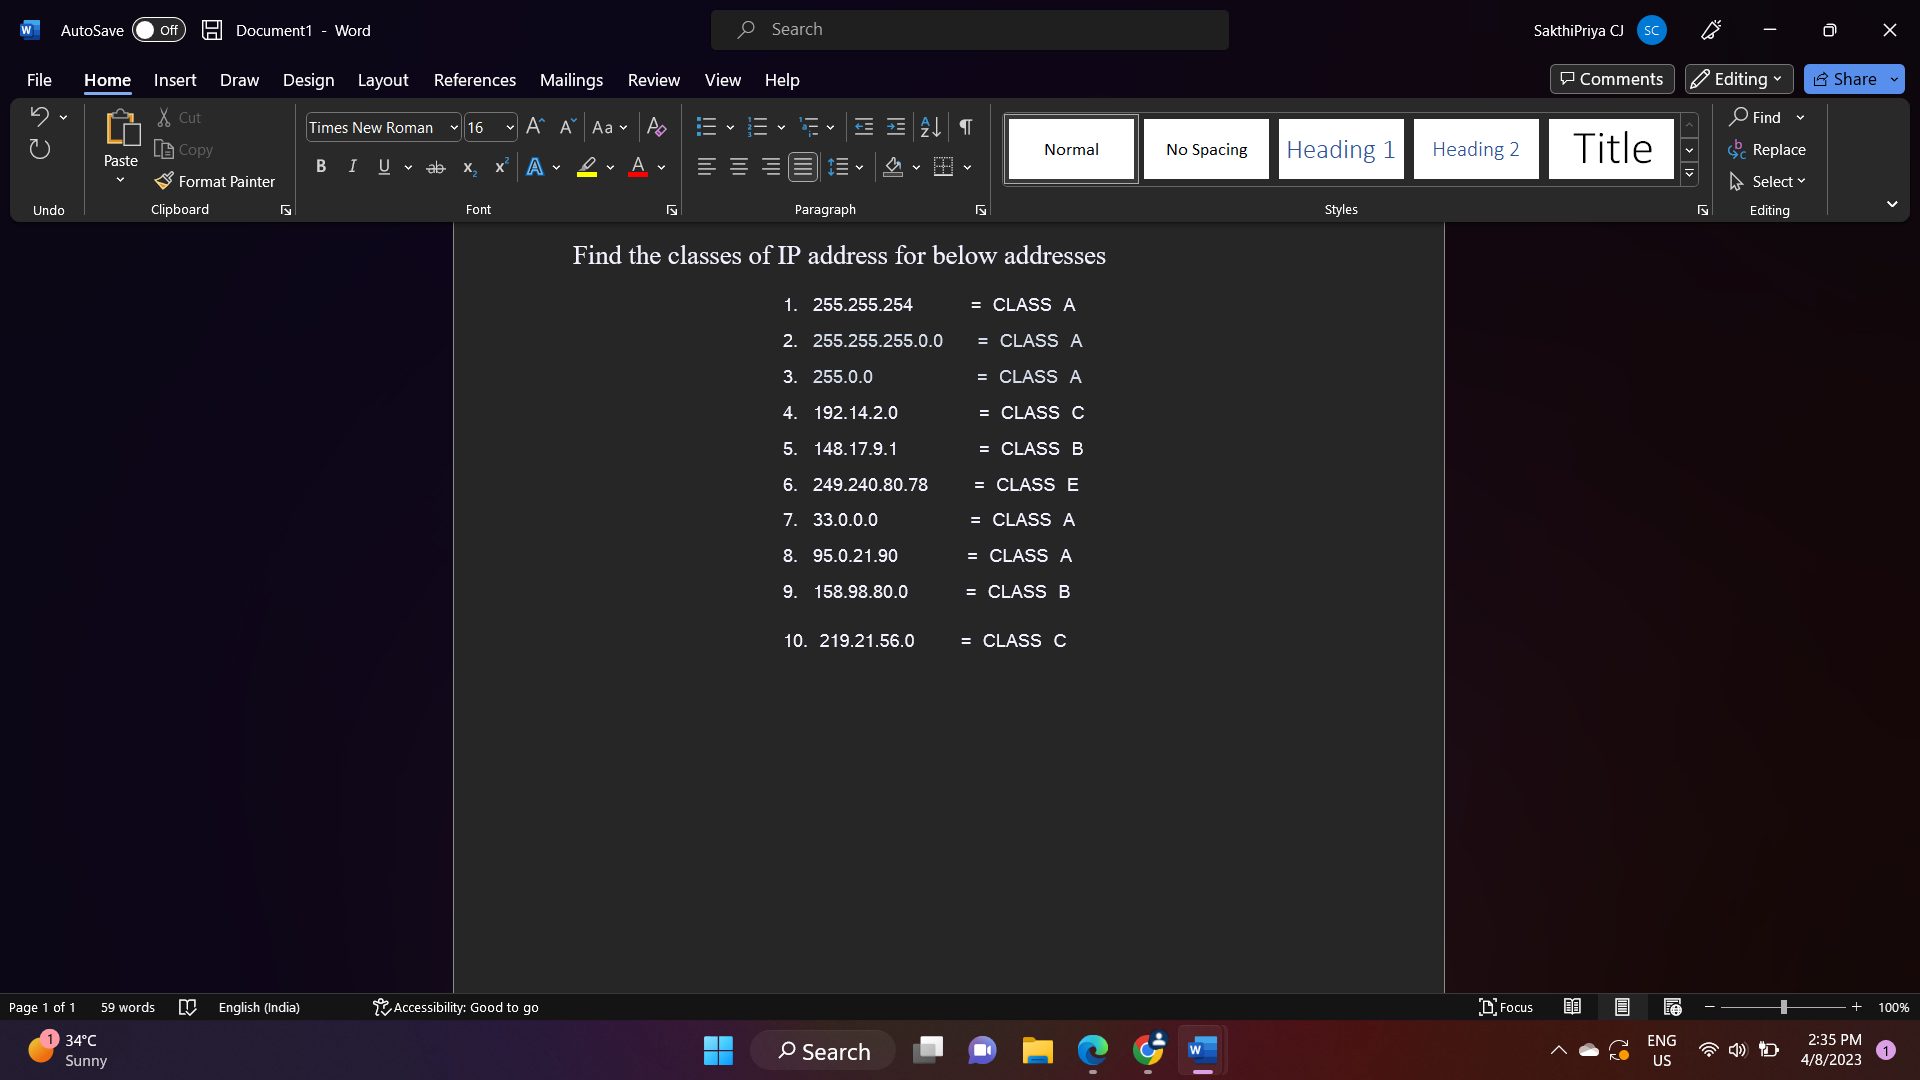 AutoSave Off Document1 - Word Search SakthiPriya CJ SC
File Home Insert Draw Design Layout References Mailings Review View Help Comments Editing Share
Times New Roman 16
Cut
Copy
Paste
Format Painter
Undo Clipboard Font Paragraph Styles Editing
Normal No Spacing Heading 1 Heading 2 Title
Find
Replace
Select
Find the classes of IP address for below addresses
1. 255.255.254 = CLASS A
2. 255.255.255.0.0 = CLASS A
3. 255.0.0 = CLASS A
4. 192.14.2.0 = CLASS C
5. 148.17.9.1 = CLASS B
6. 249.240.80.78 = CLASS E
7. 33.0.0.0 = CLASS A
8. 95.0.21.90 = CLASS A
9. 158.98.80.0 = CLASS B
10. 219.21.56.0 = CLASS C
Page 1 of 1 59 words English (India) Accessibility: Good to go Focus 100%
1 34°C
Sunny
Search
ENG
US
2:35 PM
4/8/2023
1